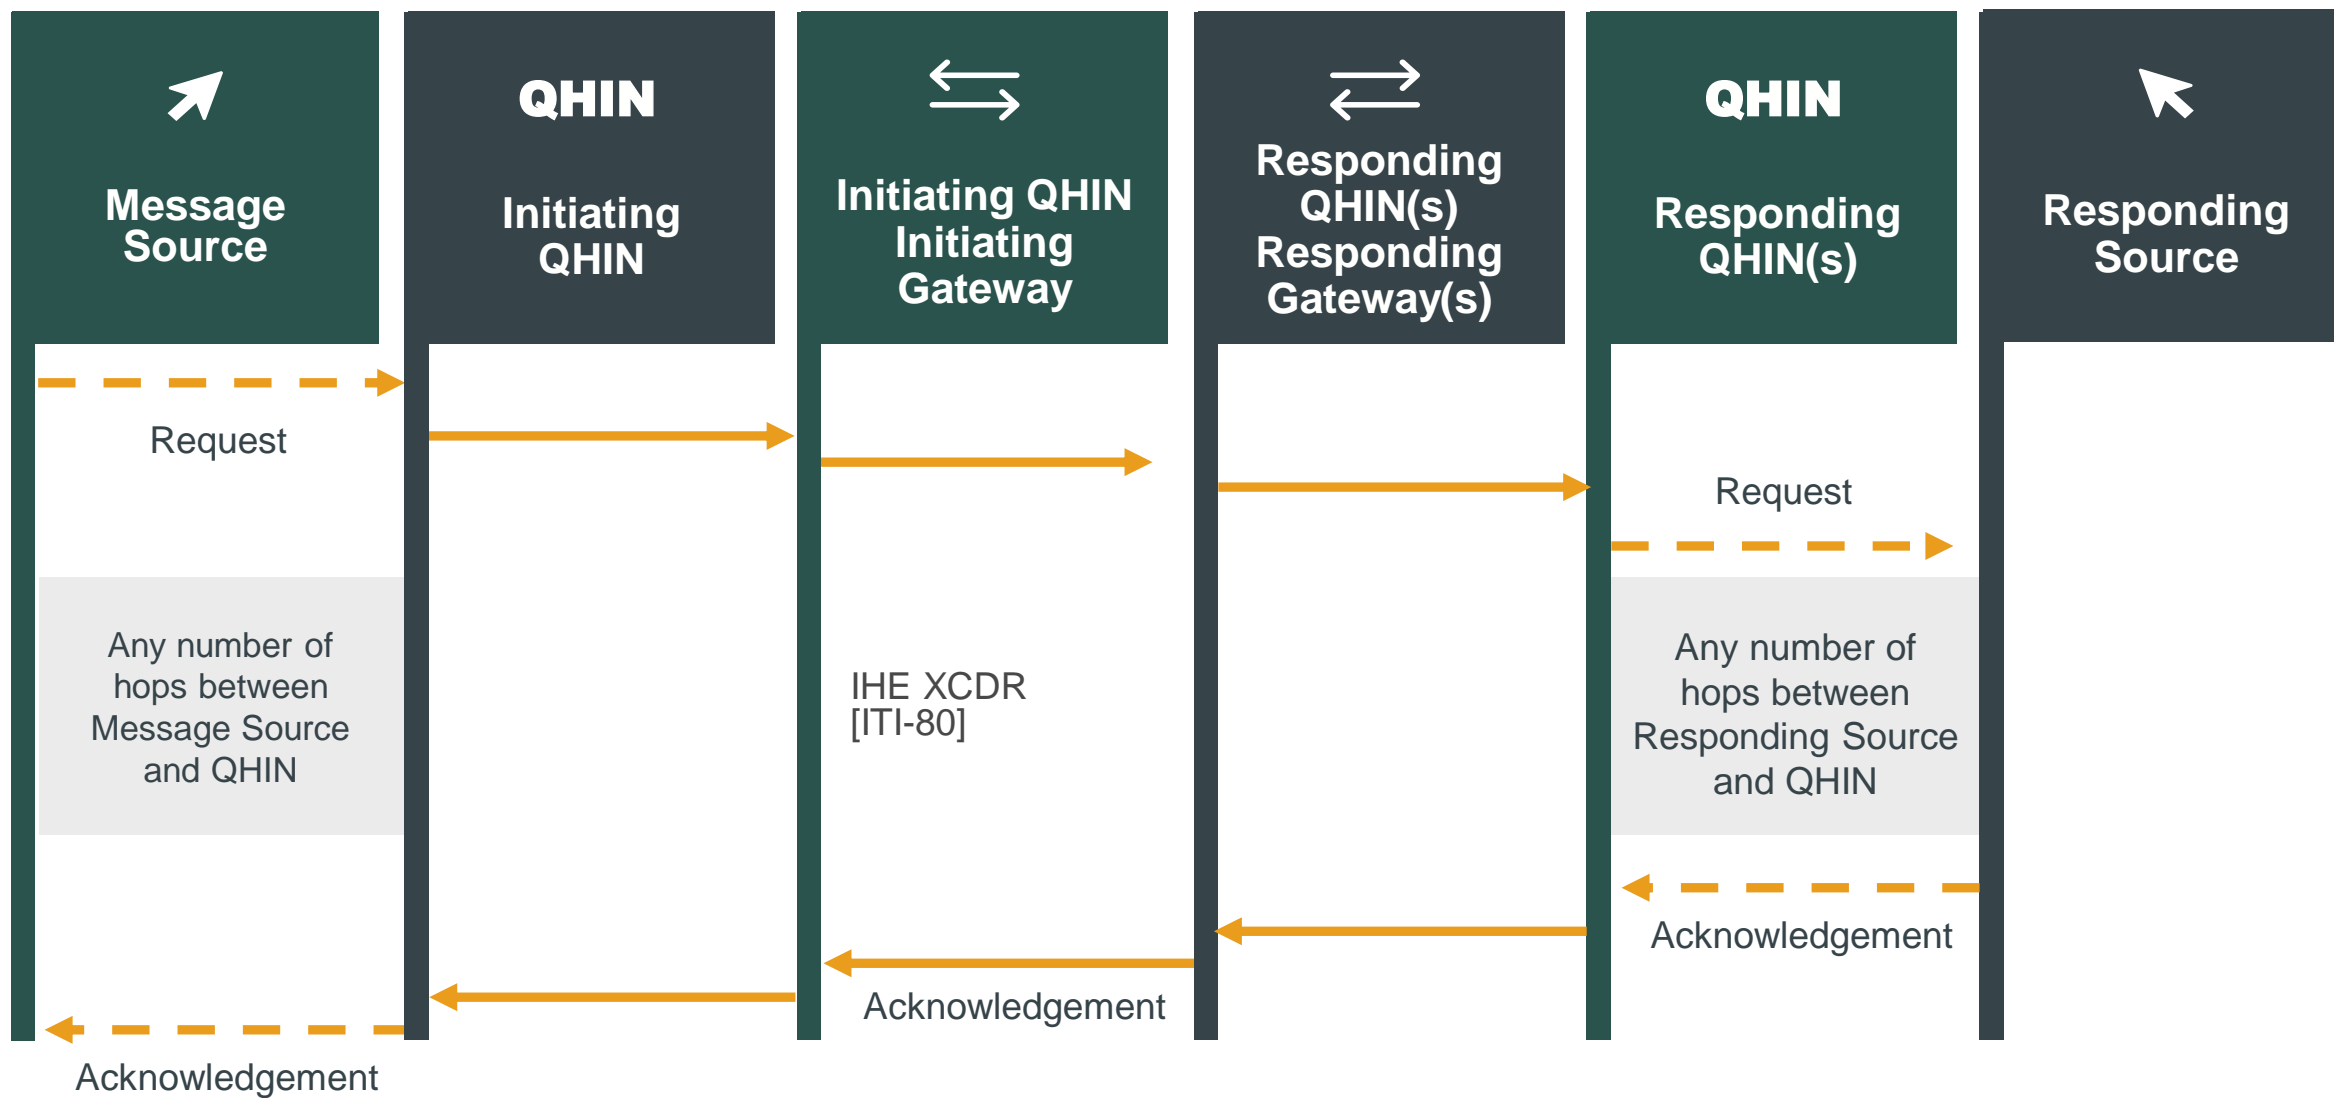 Message
Source
QHIN
Initiating
QHIN
Initiating QHIN
Initiating
Gateway
Responding
QHIN(s)
Responding
Gateway(s)
QHIN
Responding
QHIN(s)
Responding
Source
Request
Request
Any number of
hops between
Message Source
and QHIN
IHE XCDR
[ITI-80]
Any number of
hops between
Responding Source
and QHIN
Acknowledgement
Acknowledgement
Acknowledgement